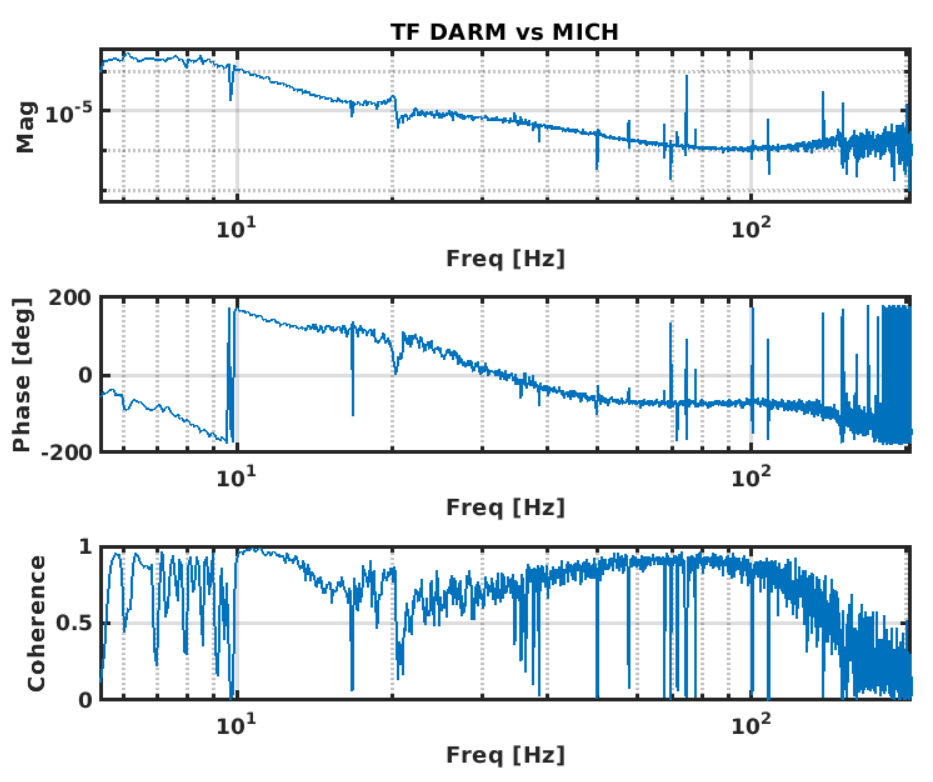 TF DARM vs MICH
Mag
10^-5
10^1
10^2
Freq [Hz]
Phase [deg]
200
0
-200
10^1
10^2
Freq [Hz]
Coherence
1
0.5
0
10^1
10^2
Freq [Hz]